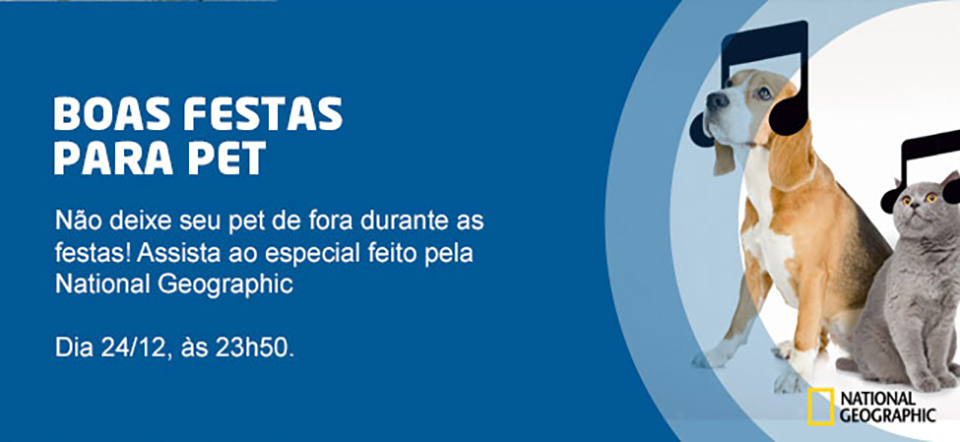 BOAS FESTAS
PARA PET
Não deixe seu pet de fora durante as
festas! Assista ao especial feito pela
National Geographic
Dia 24/12, às 23h50.
NATIONAL
GEOGRAPHIC